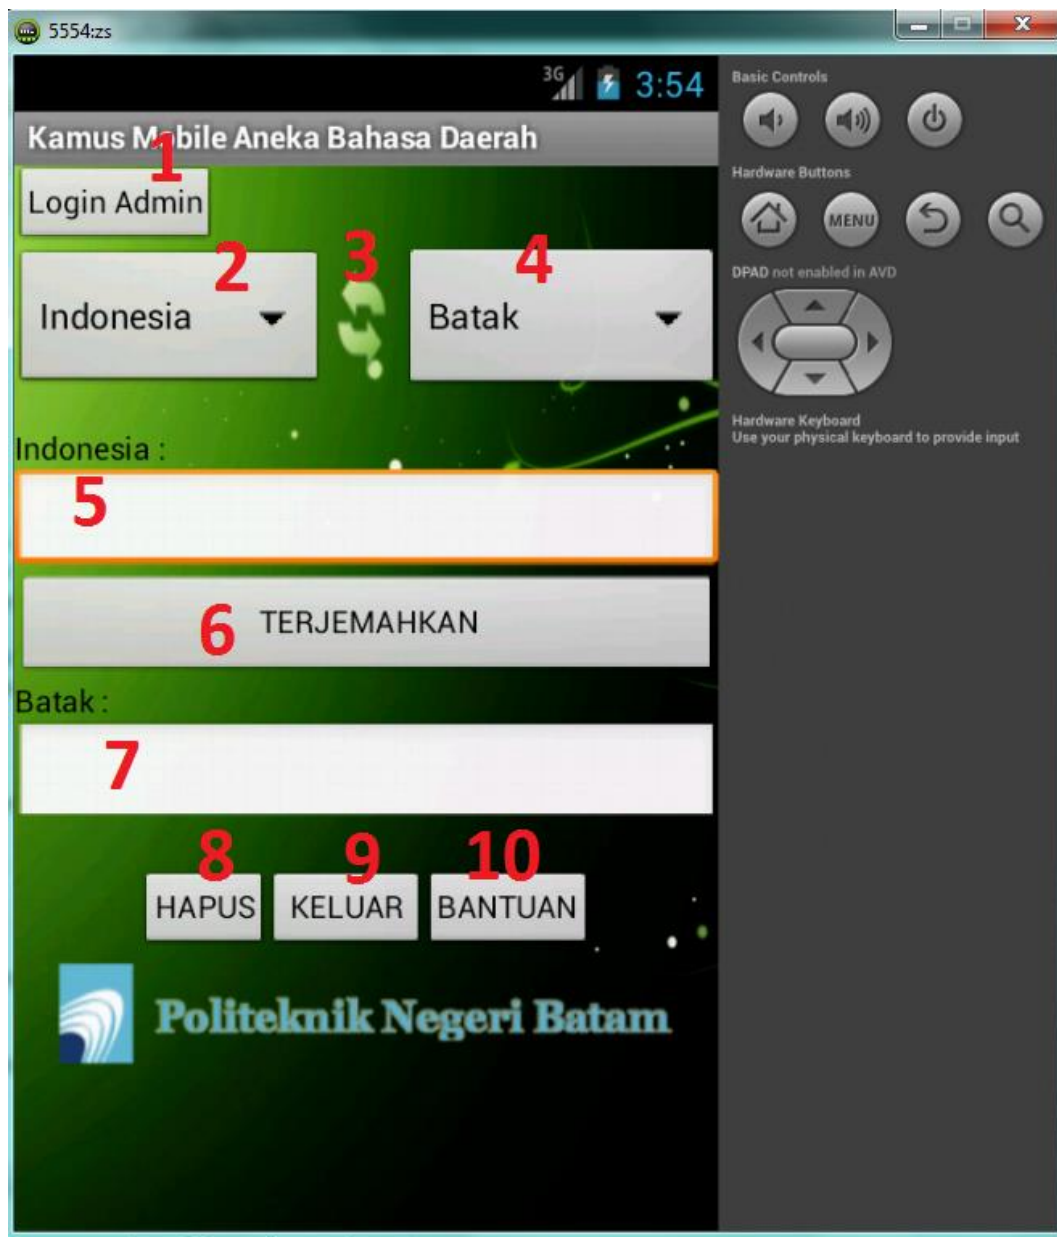 5554:zs
3G 3:54
Kamus Mobile Aneka Bahasa Daerah
1
Login Admin
2 3 4
Indonesia Batak
Indonesia :
5
6 TERJEMAHKAN
Batak :
7
8 9 10
HAPUS KELUAR BANTUAN
Politeknik Negeri Batam
Basic Controls
Hardware Buttons
MENU
DPAD not enabled in AVD
Hardware Keyboard
Use your physical keyboard to provide input